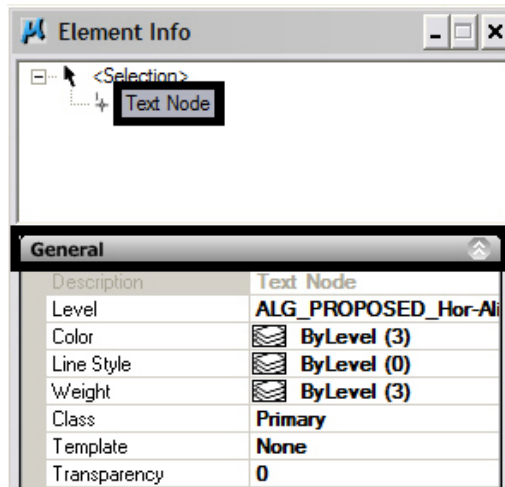 Element Info
<Selection>
Text Node
General
Description Text Node
Level ALG_PROPOSED_Hor-Ali
Color ByLevel (3)
Line Style ByLevel (0)
Weight ByLevel (3)
Class Primary
Template None
Transparency 0